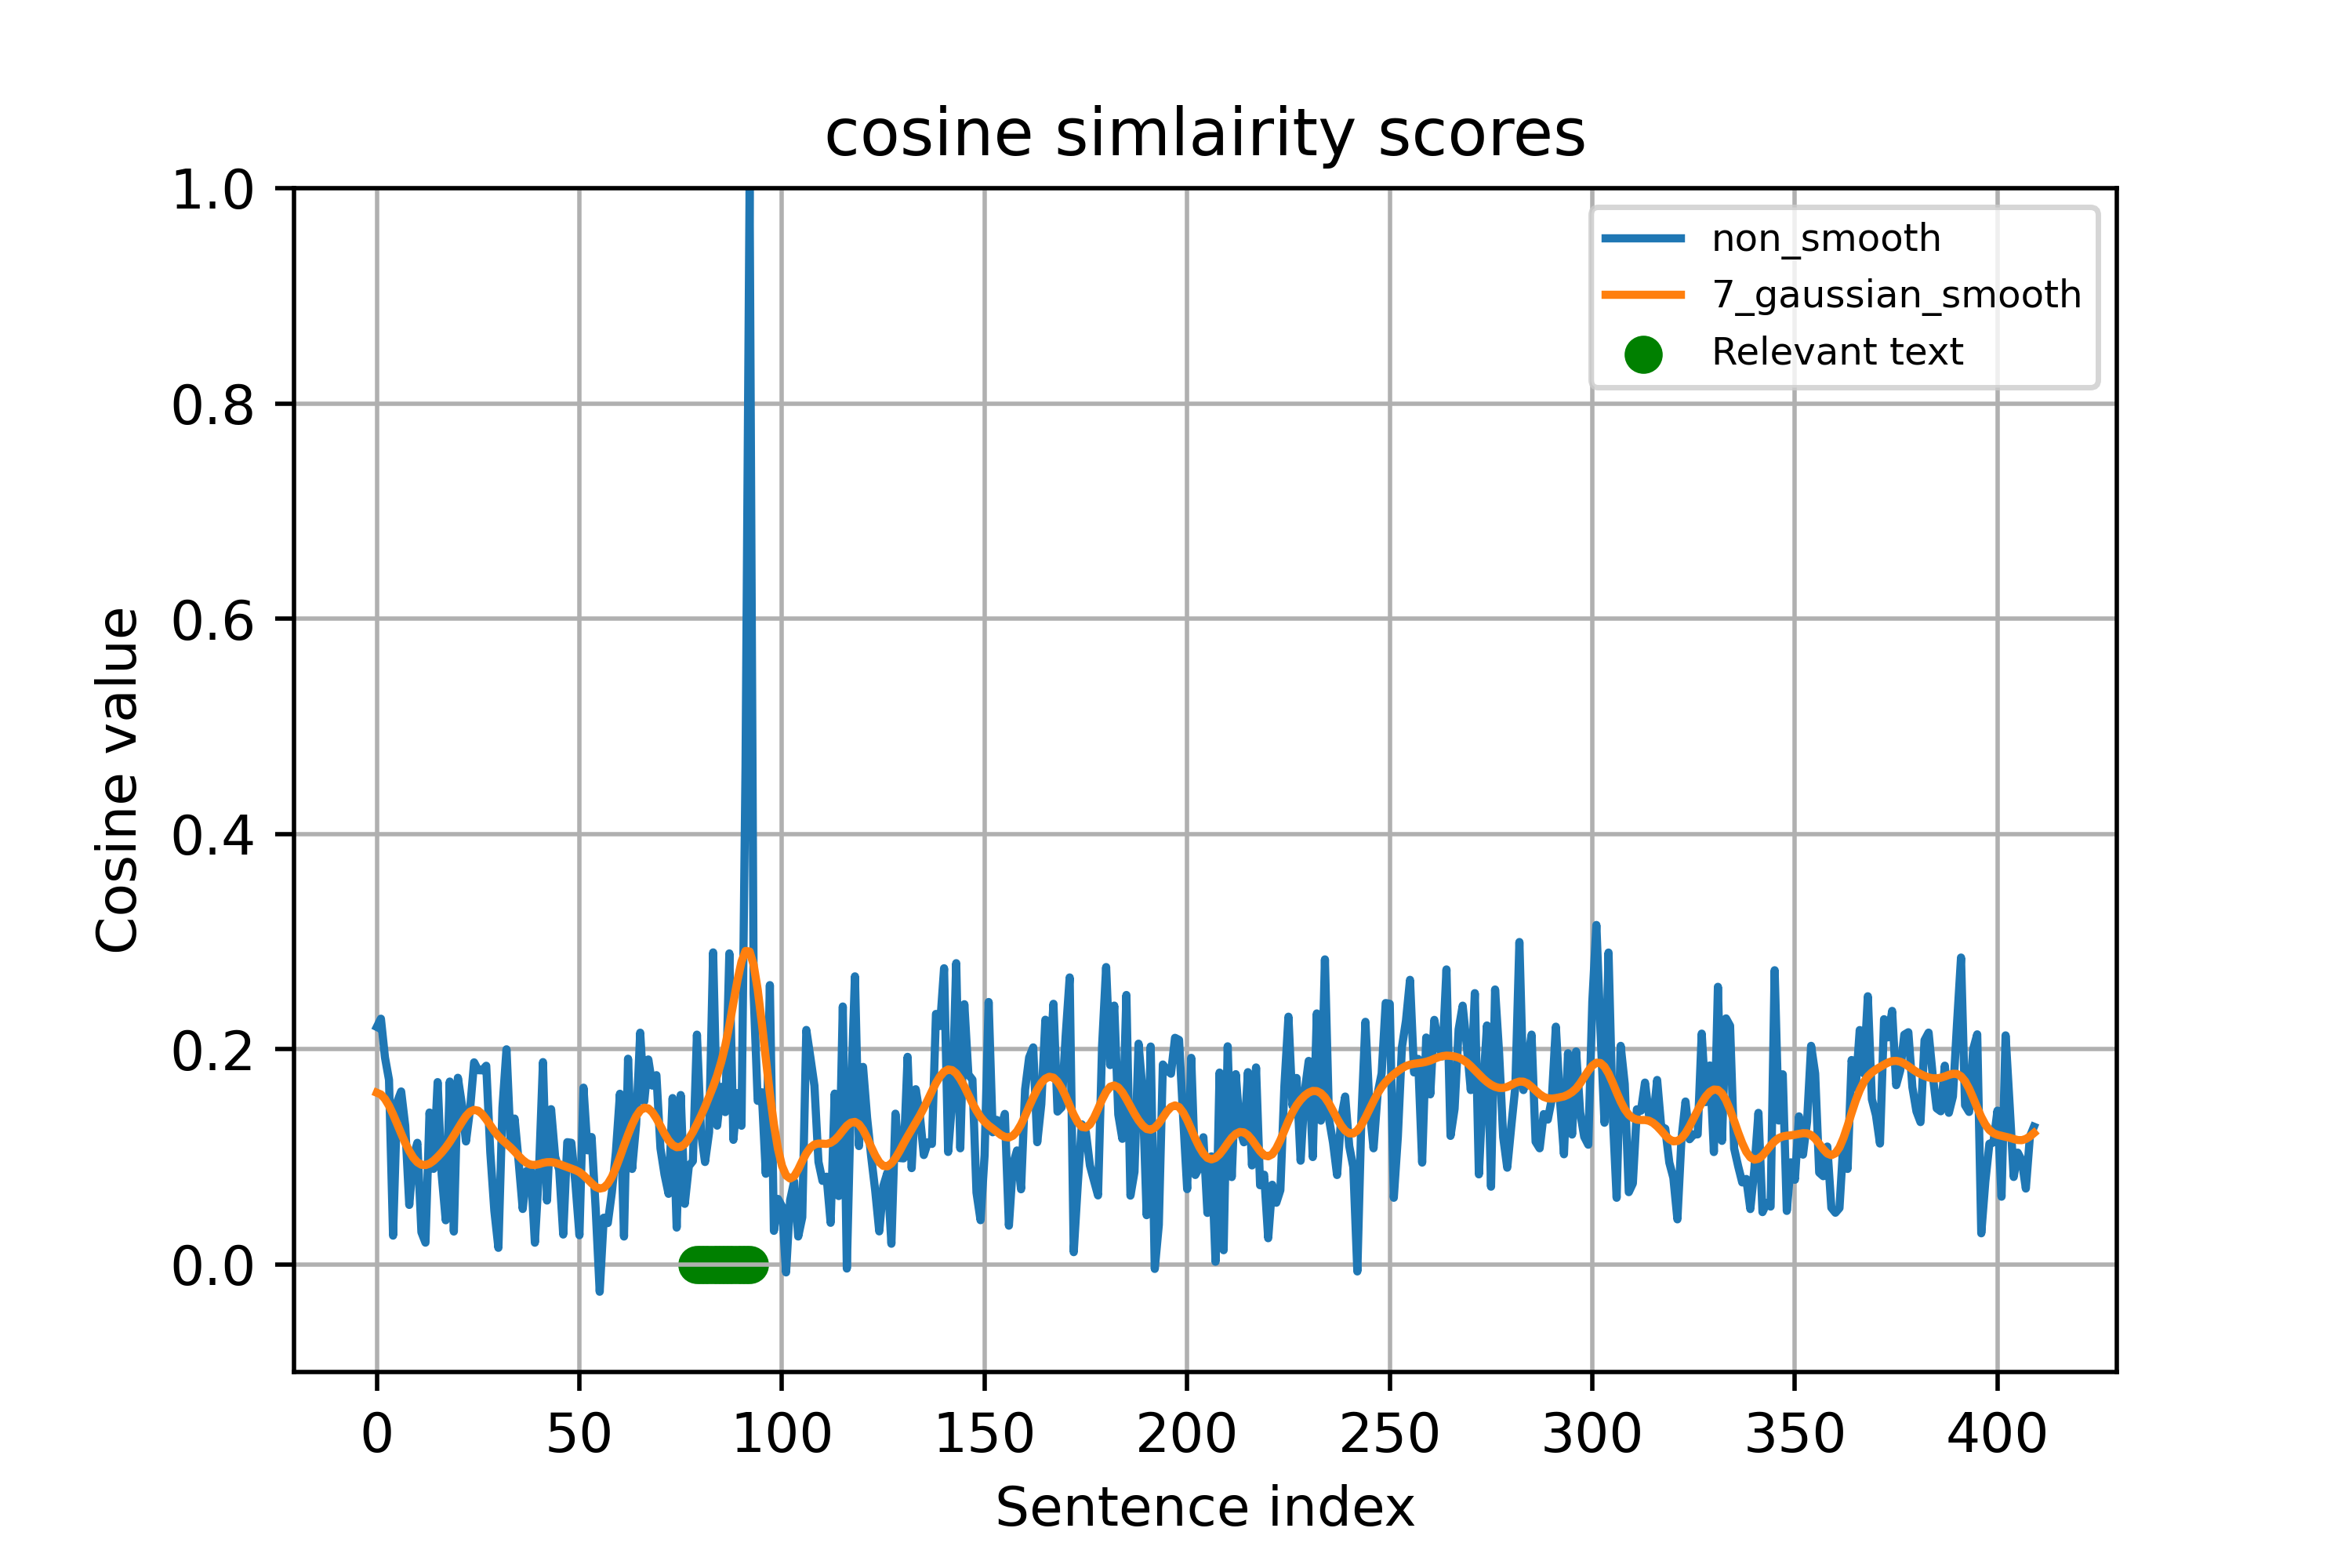 cosine simlairity scores
1.0
0.8
0.6
0.4
0.2
0.0
Cosine value
non_smooth
7_gaussian_smooth
Relevant text
0 50 100 150 200 250 300 350 400
Sentence index